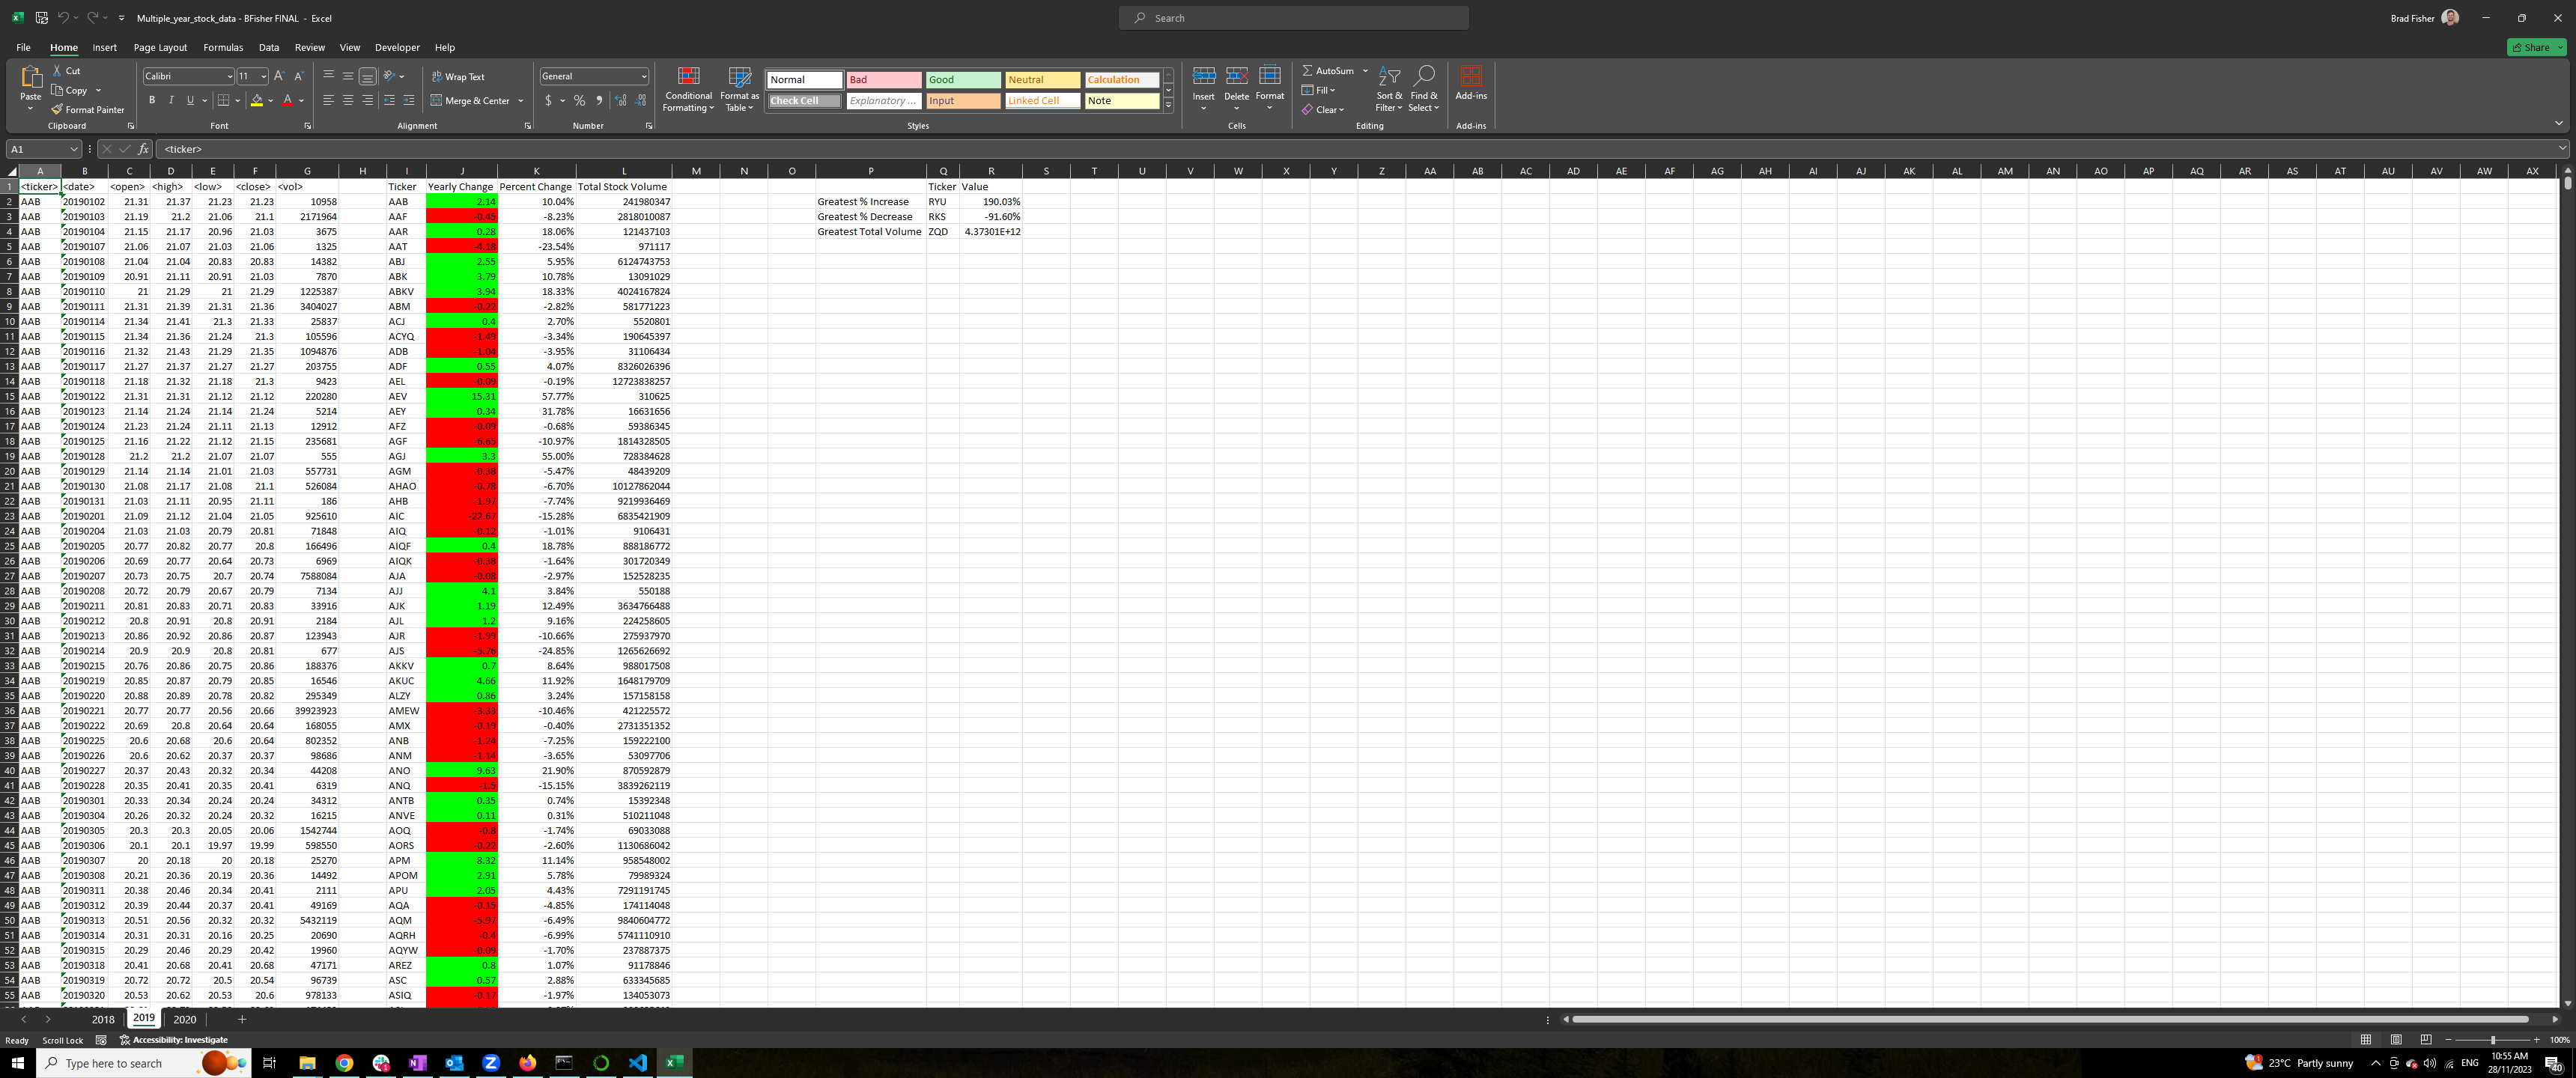 Multiple_year_stock_data - BFisher FINAL - Excel
Search
Brad Fisher
File Home Insert Page Layout Formulas Data Review View Developer Help
Share
Paste
Cut
Copy
Format Painter
Clipboard
Calibri 11
B I U
Font
Wrap Text
Merge & Center
Alignment
General
$ % 9
Number
Conditional Formatting
Format as Table
Normal Bad Good Neutral Calculation
Check Cell Explanatory ... Input Linked Cell Note
Styles
Insert Delete Format
Cells
AutoSum
Fill
Clear
Sort & Filter
Find & Select
Editing
Add-ins
Add-ins
A1 fx <ticker>
A B C D E F G H I J K L M N O P Q R S T U V W X Y Z AA AB AC AD AE AF AG AH AI AJ AK AL AM AN AO AP AQ AR AS AT AU AV AW AX
1 <ticker> <date> <open> <high> <low> <close> <vol> Ticker Yearly Change Percent Change Total Stock Volume Ticker Value
2 AAB 20190102 21.31 21.37 21.23 21.23 10958 AAB 2.14 10.04% 241980347 Greatest % Increase RYU 190.03%
3 AAB 20190103 21.19 21.2 21.06 21.1 2171964 AAF -0.45 -8.23% 2818010087 Greatest % Decrease RKS -91.60%
4 AAB 20190104 21.15 21.17 20.96 21.03 3675 AAR 0.28 18.06% 121437103 Greatest Total Volume ZQD 4.37301E+12
5 AAB 20190107 21.06 21.07 21.03 21.06 1325 AAT -4.18 -23.54% 971117
6 AAB 20190108 21.04 21.04 20.83 20.83 14382 ABJ 2.55 5.95% 6124743753
7 AAB 20190109 20.91 21.11 20.91 21.03 7870 ABK 3.79 10.78% 13091029
8 AAB 20190110 21 21.29 21 21.29 1225387 ABKV 3.94 18.33% 4024167824
9 AAB 20190111 21.31 21.39 21.31 21.36 3404027 ABM -0.22 -2.82% 581771223
10 AAB 20190114 21.34 21.41 21.3 21.33 25837 ACJ 0.4 2.70% 5520801
11 AAB 20190115 21.34 21.36 21.24 21.3 105596 ACYQ -1.49 -3.34% 190645397
12 AAB 20190116 21.32 21.43 21.29 21.35 1094876 ADB -1.04 -3.95% 31106434
13 AAB 20190117 21.27 21.37 21.27 21.27 203755 ADF 0.55 4.07% 8326026396
14 AAB 20190118 21.18 21.32 21.18 21.3 9423 AEL -0.09 -0.19% 12723838257
15 AAB 20190122 21.31 21.31 21.12 21.12 220280 AEV 15.31 57.77% 310625
16 AAB 20190123 21.14 21.24 21.14 21.24 5214 AEY 0.34 31.78% 16631656
17 AAB 20190124 21.23 21.24 21.11 21.13 12912 AFZ -0.09 -0.68% 59386345
18 AAB 20190125 21.16 21.22 21.12 21.15 235681 AGF -6.65 -10.97% 1814328505
19 AAB 20190128 21.2 21.2 21.07 21.07 555 AGJ 3.3 55.00% 728384628
20 AAB 20190129 21.14 21.14 21.01 21.03 557731 AGM -0.38 -5.47% 48439209
21 AAB 20190130 21.08 21.17 21.08 21.1 526084 AHAO -0.78 -6.70% 10127862044
22 AAB 20190131 21.03 21.11 20.95 21.11 186 AHB -1.97 -7.74% 9219936469
23 AAB 20190201 21.09 21.12 21.04 21.05 925610 AIC -22.67 -15.28% 6835421909
24 AAB 20190204 21.03 21.03 20.79 20.81 71848 AIQ -0.12 -1.01% 9106431
25 AAB 20190205 20.77 20.82 20.77 20.8 166496 AIQF 0.4 18.78% 888186772
26 AAB 20190206 20.69 20.77 20.64 20.73 6969 AIQK -0.38 -1.64% 301720349
27 AAB 20190207 20.73 20.75 20.7 20.74 7588084 AJA -0.08 -2.97% 152528235
28 AAB 20190208 20.72 20.79 20.67 20.79 7134 AJJ 4.1 3.84% 550188
29 AAB 20190211 20.81 20.83 20.71 20.83 33916 AJK 1.19 12.49% 3634766488
30 AAB 20190212 20.8 20.91 20.8 20.91 2184 AJL 1.2 9.16% 224258605
31 AAB 20190213 20.86 20.92 20.86 20.87 123943 AJR -1.99 -10.66% 275937970
32 AAB 20190214 20.9 20.9 20.8 20.81 677 AJS -5.76 -24.85% 1265626692
33 AAB 20190215 20.76 20.86 20.75 20.86 188376 AKKV 0.7 8.64% 988017508
34 AAB 20190219 20.85 20.87 20.79 20.85 16546 AKUC 4.66 11.92% 1648179709
35 AAB 20190220 20.88 20.89 20.78 20.82 295349 ALZY 0.86 3.24% 157158158
36 AAB 20190221 20.77 20.77 20.56 20.66 39923923 AMEW -3.33 -10.46% 421225572
37 AAB 20190222 20.69 20.8 20.64 20.64 168055 AMX -0.19 -0.40% 2731351352
38 AAB 20190225 20.6 20.68 20.6 20.64 802352 ANB -1.24 -7.25% 159222100
39 AAB 20190226 20.6 20.62 20.37 20.37 98686 ANM -1.14 -3.65% 53097706
40 AAB 20190227 20.37 20.43 20.32 20.34 44208 ANO 9.63 21.90% 870592879
41 AAB 20190228 20.35 20.41 20.35 20.41 6319 ANQ -1.5 -15.15% 3839262119
42 AAB 20190301 20.33 20.34 20.24 20.24 34312 ANTB 0.35 0.74% 15392348
43 AAB 20190304 20.26 20.32 20.24 20.32 16215 ANVE 0.11 0.31% 510211048
44 AAB 20190305 20.3 20.3 20.05 20.06 1542744 AOQ -0.8 -1.74% 69033088
45 AAB 20190306 20.1 20.1 19.97 19.99 598550 AORS -0.22 -2.60% 1130686042
46 AAB 20190307 20 20.18 20 20.18 25270 APM 8.32 11.14% 958548002
47 AAB 20190308 20.21 20.36 20.19 20.36 14492 APOM 2.91 5.78% 79989324
48 AAB 20190311 20.38 20.46 20.34 20.41 2111 APU 2.05 4.43% 7291191745
49 AAB 20190312 20.39 20.44 20.37 20.41 49169 AQA -0.15 -4.85% 174114048
50 AAB 20190313 20.51 20.56 20.32 20.32 5432119 AQM -5.97 -6.49% 9840604772
51 AAB 20190314 20.31 20.31 20.16 20.25 20690 AQRH -0.4 -6.99% 5741110910
52 AAB 20190315 20.29 20.46 20.29 20.42 19960 AQYW -0.09 -1.70% 237887375
53 AAB 20190318 20.41 20.68 20.41 20.68 47171 AREZ 0.8 1.07% 91178846
54 AAB 20190319 20.72 20.72 20.5 20.54 96739 ASC 0.57 2.88% 633345685
55 AAB 20190320 20.53 20.62 20.53 20.6 978133 ASIQ -0.17 -1.97% 134053073
2018 2019 2020 +
Ready Scroll Lock Accessibility: Investigate 100%
Type here to search
23°C Partly sunny ENG 10:55 AM
28/11/2023 40